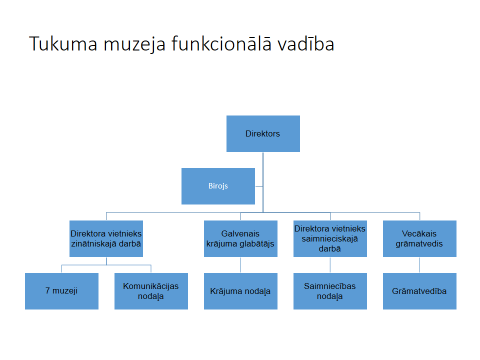 Tukuma muzeja funkcionālā vadība
Direktors
Birojs
Direktora vietnieks
zinātniskajā darbā
Galvenais
krājuma glabātājs
Direktora vietnieks
saimnieciskajā
darbā
Vecākais
grāmatvedis
7 muzeji
Komunikācijas
nodaļa
Krājuma nodaļa
Saimniecības
nodaļa
Grāmatvedība